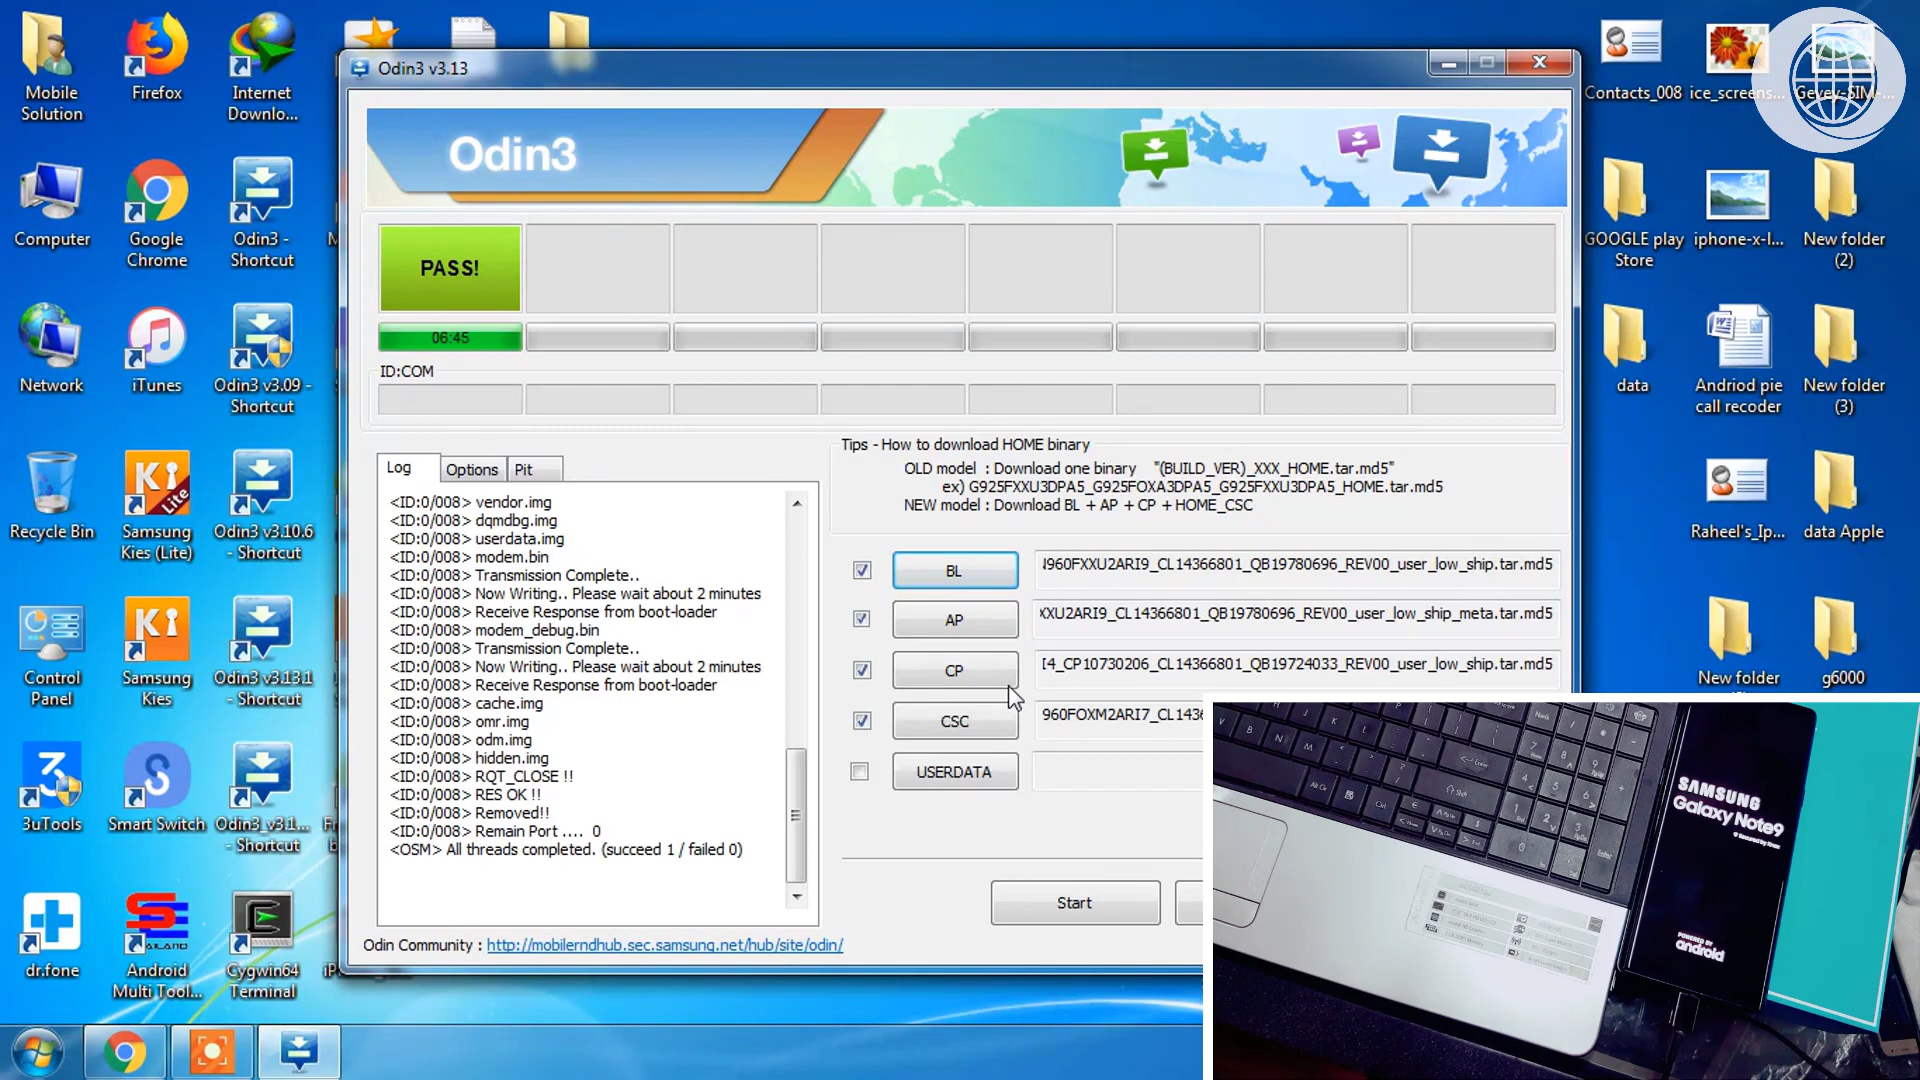 Mobile
Solution
Firefox
Internet
Downlo...
Computer
Google
Chrome
Odin3 -
Shortcut
Network
iTunes
Odin3 v3.09 -
Shortcut
Recycle Bin
Samsung
Kies (Lite)
Odin3 v3.10.6
- Shortcut
Control
Panel
Samsung
Kies
Odin3 v3.13.1
- Shortcut
3uTools
Smart Switch
Odin3_v3.1...
- Shortcut
dr.fone
Android
Multi Tool...
Cygwin64
Terminal
Odin3 v3.13
Odin3
PASS!
06:45
ID:COM
Log
Options
Pit
<ID:0/008> vendor.img
<ID:0/008> dqmdbg.img
<ID:0/008> userdata.img
<ID:0/008> modem.bin
<ID:0/008> Transmission Complete..
<ID:0/008> Now Writing.. Please wait about 2 minutes
<ID:0/008> Receive Response from boot-loader
<ID:0/008> modem_debug.bin
<ID:0/008> Transmission Complete..
<ID:0/008> Now Writing.. Please wait about 2 minutes
<ID:0/008> Receive Response from boot-loader
<ID:0/008> cache.img
<ID:0/008> omr.img
<ID:0/008> odm.img
<ID:0/008> hidden.img
<ID:0/008> RQT_CLOSE !!
<ID:0/008> RES OK !!
<ID:0/008> Removed!!
<ID:0/008> Remain Port .... 0
<OSM> All threads completed. (succeed 1 / failed 0)
Tips - How to download HOME binary
OLD model : Download one binary "(BUILD_VER)_XXX_HOME.tar.md5"
ex) G925FXXU3DPA5_G925FOXA3DPA5_G925FXXU3DPA5_HOME.tar.md5
NEW model : Download BL + AP + CP + HOME_CSC
BL
960FXXU2ARI9_CL14366801_QB19780696_REV00_user_low_ship.tar.md5
AP
XXU2ARI9_CL14366801_QB19780696_REV00_user_low_ship_meta.tar.md5
CP
I4_CP10730206_CL14366801_QB19724033_REV00_user_low_ship.tar.md5
CSC
960FOXM2ARI7_CL1436
USERDATA
Start
Odin Community : http://mobilerndhub.sec.samsung.net/hub/site/odin/
Contacts_008
ice_screens...
Gevey-SIM-...
GOOGLE play
Store
iphone-x-l...
New folder
(2)
data
Andriod pie
call recoder
New folder
(3)
Raheel's_Ip...
data Apple
New folder
g6000
SAMSUNG
Galaxy Note9
Secured by Knox
POWERED BY
android